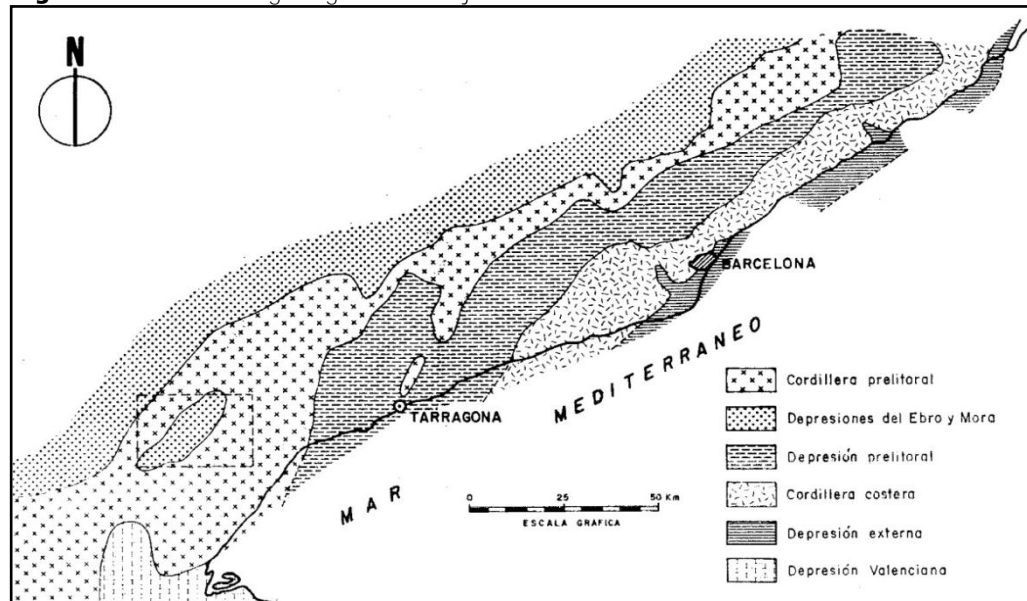 N
BARCELONA
TARRAGONA
MAR MEDITERRANEO
0 25 50 Km
ESCALA GRAFICA
Cordillera prelitoral
Depresiones del Ebro y Mora
Depresión prelitoral
Cordillera costera
Depresión externa
Depresión Valenciana